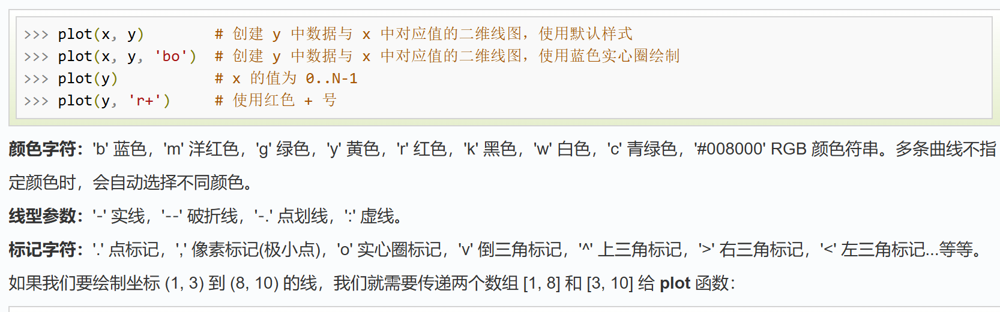 >>> plot(x, y)        # 创建 y 中数据与 x 中对应值的二维线图，使用默认样式
>>> plot(x, y, 'bo')  # 创建 y 中数据与 x 中对应值的二维线图，使用蓝色实心圈绘制
>>> plot(y)           # x 的值为 0..N-1
>>> plot(y, 'r+')     # 使用红色 + 号
颜色字符：'b' 蓝色，'m' 洋红色，'g' 绿色，'y' 黄色，'r' 红色，'k' 黑色，'w' 白色，'c' 青绿色，'#008000' RGB 颜色符串。多条曲线不指
定颜色时，会自动选择不同颜色。
线型参数：'-' 实线，'--' 破折线，'-.' 点划线，':' 虚线。
标记字符：'.' 点标记，',' 像素标记(极小点)，'o' 实心圈标记，'v' 倒三角标记，'^' 上三角标记，'>' 右三角标记，'<' 左三角标记...等等。
如果我们要绘制坐标 (1, 3) 到 (8, 10) 的线，我们就需要传递两个数组 [1, 8] 和 [3, 10] 给 plot 函数：